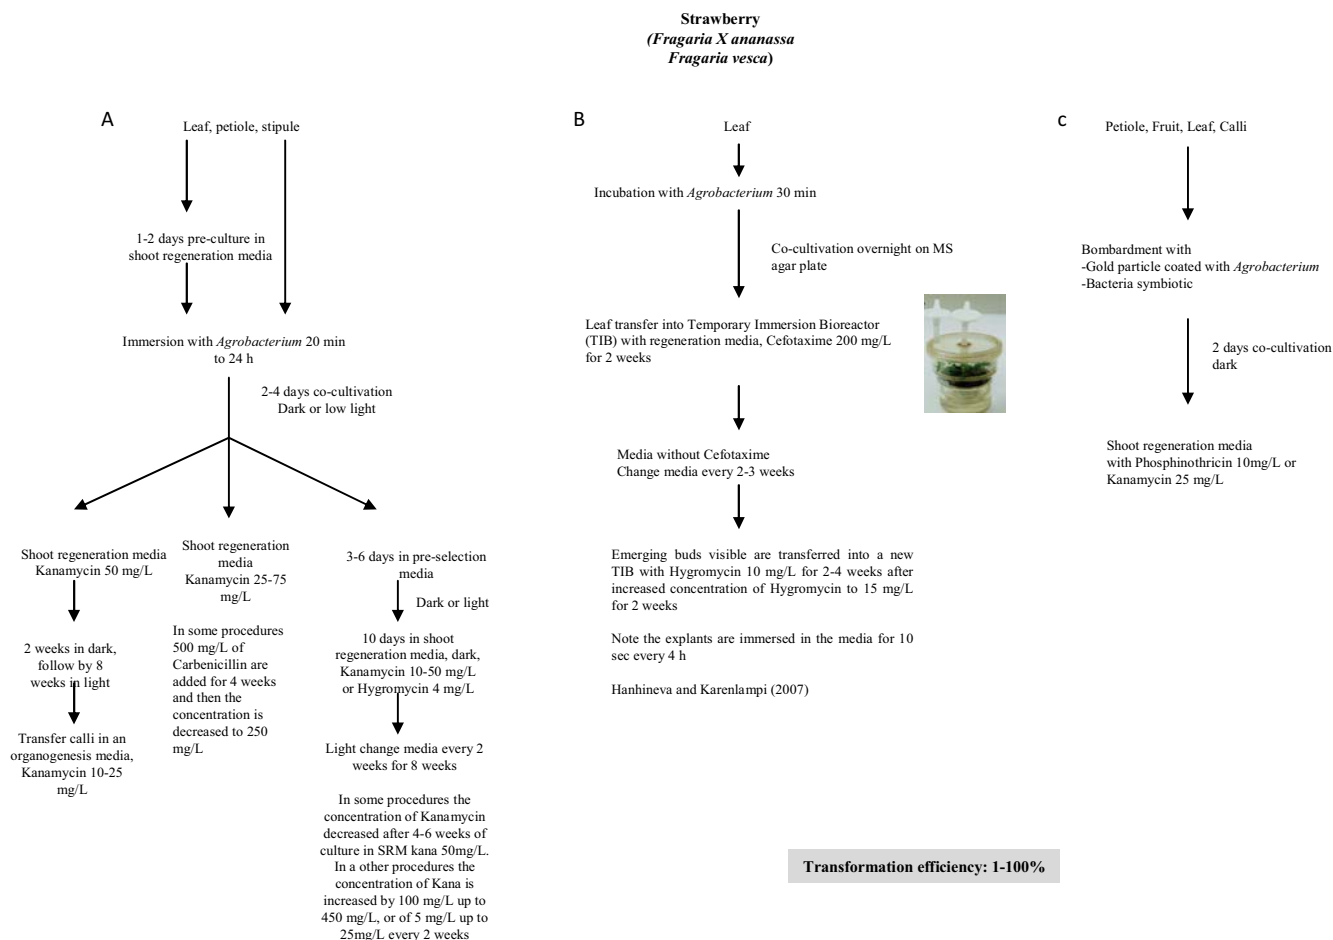 Strawberry
(Fragaria X ananassa
Fragaria vesca)
A
Leaf, petiole, stipule
1-2 days pre-culture in
shoot regeneration media
Immersion with Agrobacterium 20 min
to 24 h
2-4 days co-cultivation
Dark or low light
Shoot regeneration media
Kanamycin 50 mg/L
2 weeks in dark,
follow by 8
weeks in light
Transfer calli in an
organogenesis media,
Kanamycin 10-25
mg/L
Shoot regeneration
media
Kanamycin 25-75
mg/L
In some procedures
500 mg/L of
Carbenicillin are
added for 4 weeks
and then the
concentration is
decreased to 250
mg/L
3-6 days in pre-selection
media
Dark or light
10 days in shoot
regeneration media, dark,
Kanamycin 10-50 mg/L
or Hygromycin 4 mg/L
Light change media every 2
weeks for 8 weeks
In some procedures the
concentration of Kanamycin
decreased after 4-6 weeks of
culture in SRM kana 50mg/L.
In a other procedures the
concentration of Kana is
increased by 100 mg/L up to
450 mg/L, or of 5 mg/L up to
25mg/L every 2 weeks
B
Leaf
Incubation with Agrobacterium 30 min
Co-cultivation overnight on MS
agar plate
Leaf transfer into Temporary Immersion Bioreactor
(TIB) with regeneration media, Cefotaxime 200 mg/L
for 2 weeks
Media without Cefotaxime
Change media every 2-3 weeks
Emerging buds visible are transferred into a new
TIB with Hygromycin 10 mg/L for 2-4 weeks after
increased concentration of Hygromycin to 15 mg/L
for 2 weeks
Note the explants are immersed in the media for 10
sec every 4 h
Hanhineva and Karenlampi (2007)
c
Petiole, Fruit, Leaf, Calli
Bombardment with
-Gold particle coated with Agrobacterium
-Bacteria symbiotic
2 days co-cultivation
dark
Shoot regeneration media
with Phosphinothricin 10mg/L or
Kanamycin 25 mg/L
Transformation efficiency: 1-100%